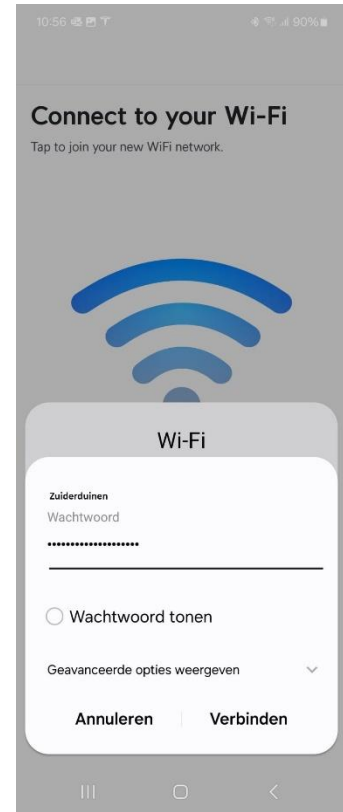 10.56 90%
Connect to your Wi-Fi
Tap to join your new WiFi network.
Wi-Fi
Zuiderduinen
Wachtwoord
••••••••••••••••••••
Wachtwoord tonen
Geavanceerde opties weergeven
Annuleren Verbinden